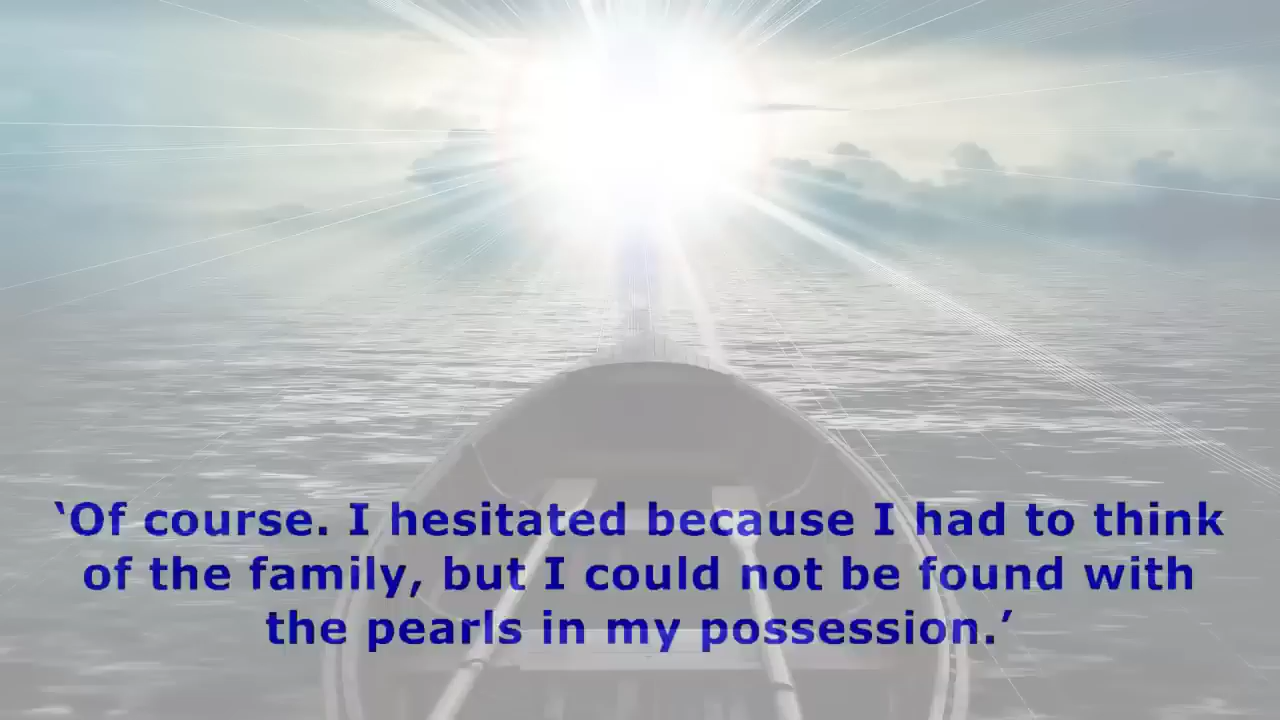 ‘Of course. I hesitated because I had to think
of the family, but I could not be found with
the pearls in my possession.’